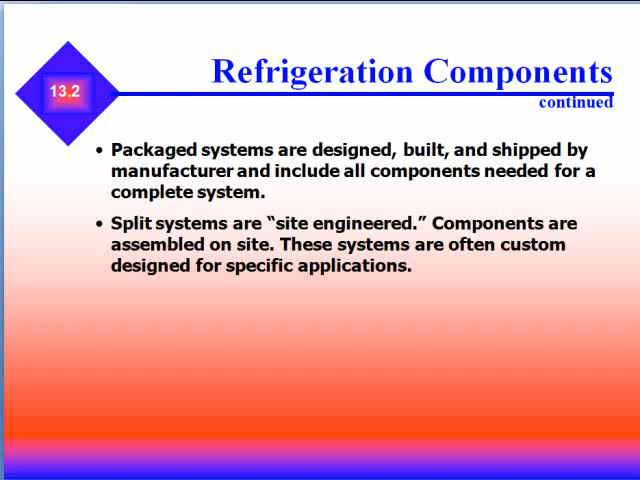 Refrigeration Components
13.2
continued
• Packaged systems are designed, built, and shipped by
manufacturer and include all components needed for a
complete system.
• Split systems are “site engineered.” Components are
assembled on site. These systems are often custom
designed for specific applications.